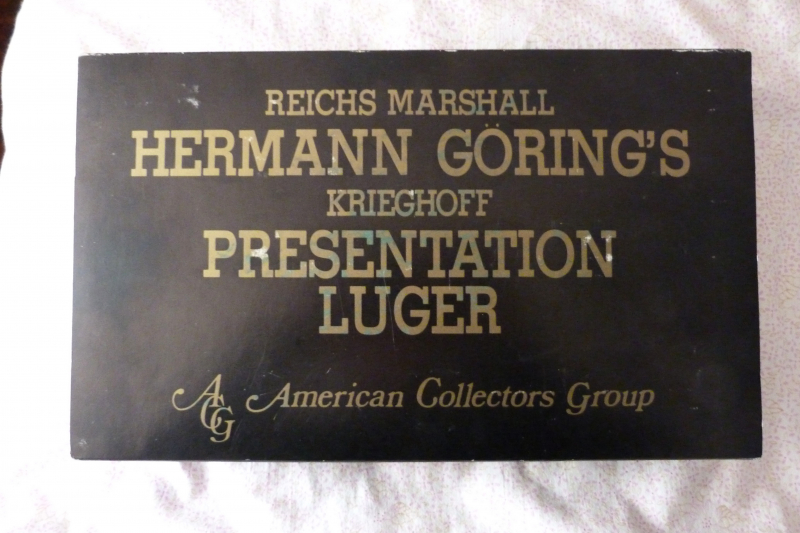 REICHS MARSHALL
HERMANN GÖRING'S
KRIEGHOFF
PRESENTATION
LUGER
ACG American Collectors Group